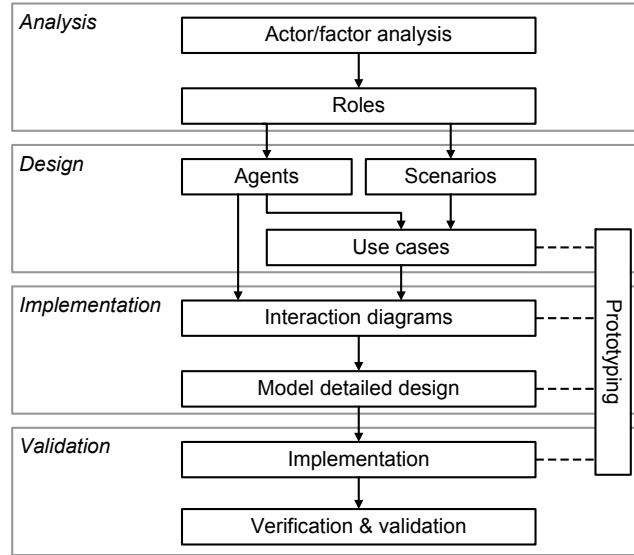 Analysis
Actor/factor analysis
Roles
Design
Agents
Scenarios
Use cases
Implementation
Interaction diagrams
Model detailed design
Prototyping
Validation
Implementation
Verification & validation